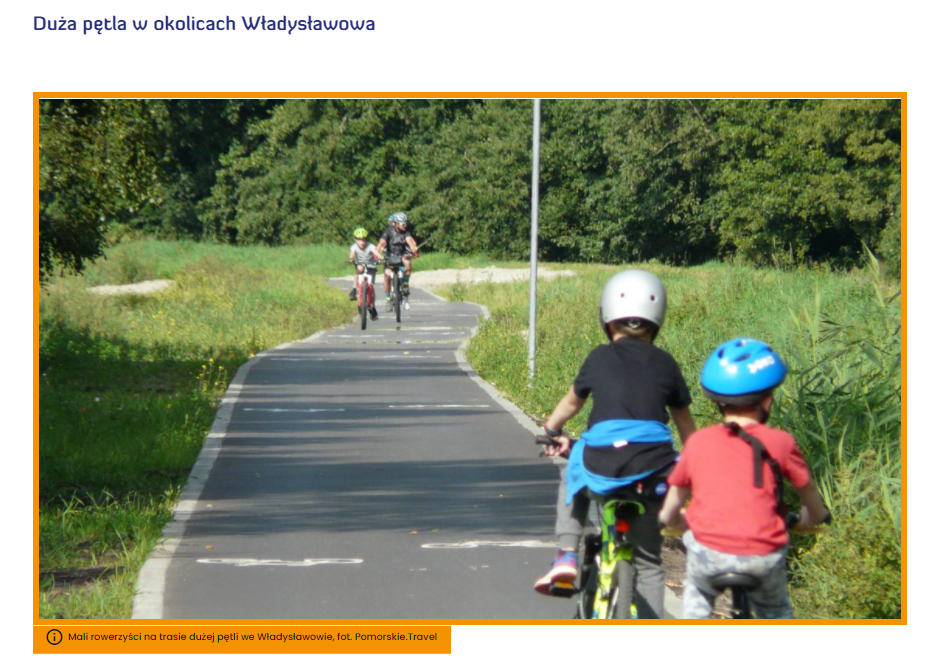 Duża pętla w okolicach Władysławowa
Mali rowerzyści na trasie dużej pętli we Władysławowie, fot. Pomorskie.Travel